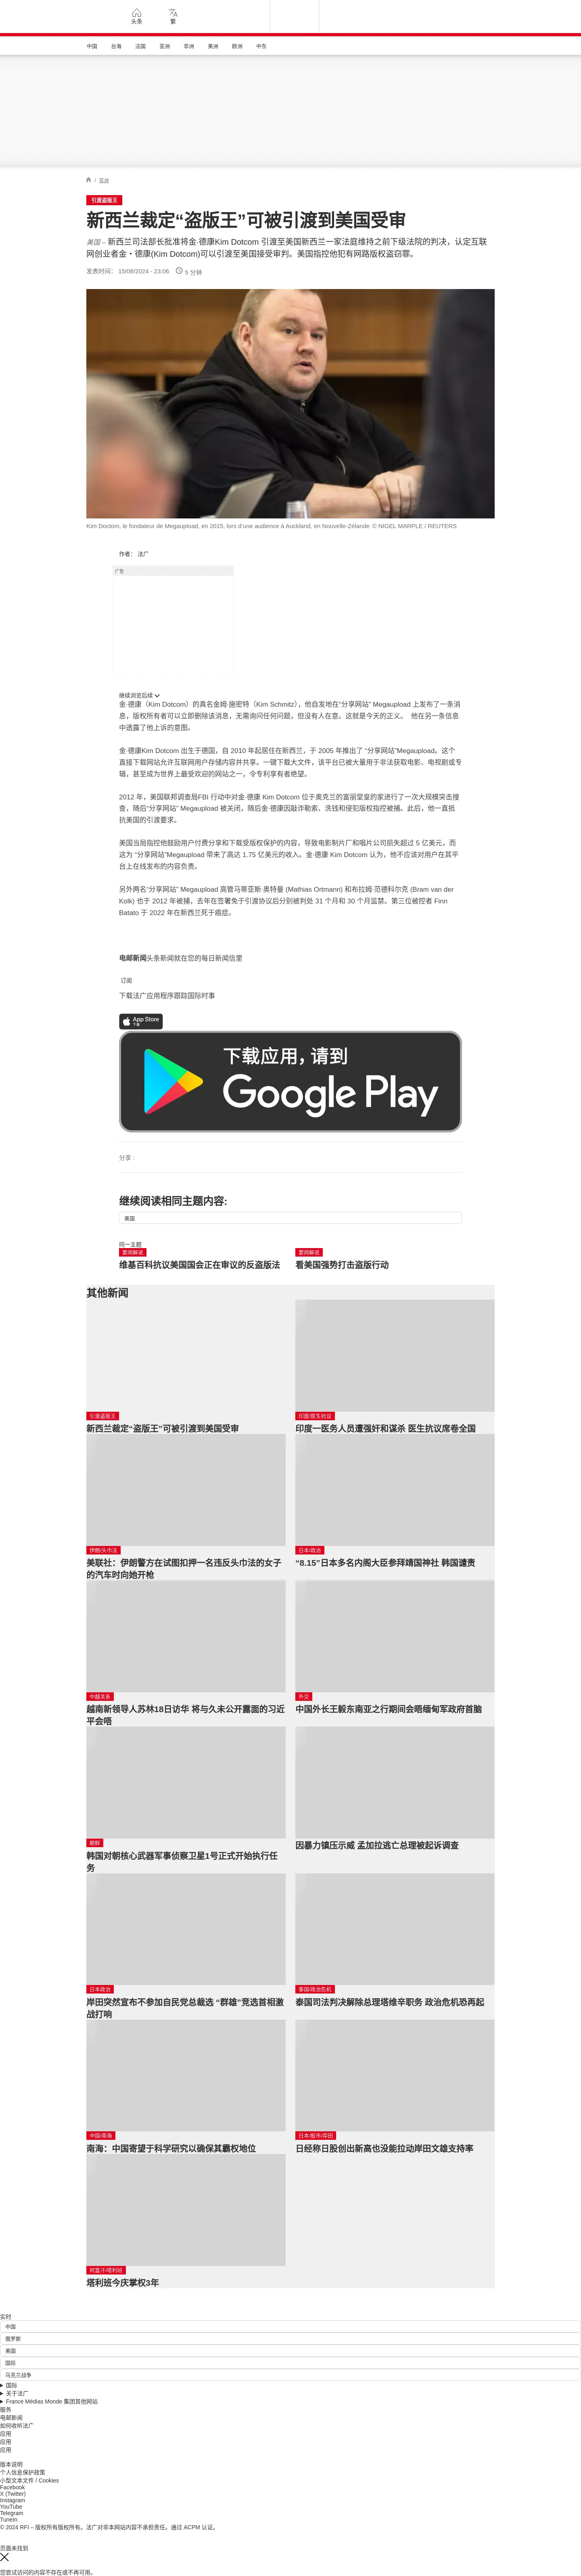 头条
繁
中国
台海
法国
亚洲
非洲
美洲
欧洲
中东
/ 亚洲
引渡盗版王
新西兰裁定“盗版王”可被引渡到美国受审
美国 – 新西兰司法部长批准将金·德康Kim Dotcom 引渡至美国新西兰一家法庭维持之前下级法院的判决，认定互联
网创业者金・德康(Kim Dotcom)可以引渡至美国接受审判。美国指控他犯有网路版权盗窃罪。
发表时间： 15/08/2024 - 23:06
5 分钟
Kim Doctom, le fondateur de Megaupload, en 2015, lors d'une audience à Auckland, en Nouvelle-Zélande © NIGEL MARPLE / REUTERS
作者： 法广
广告
继续浏览后续
金·德康（Kim Dotcom）的真名金姆·施密特（Kim Schmitz），他自发地在“分享网站” Megaupload 上发布了一条消
息，版权所有者可以立即删除该消息，无需询问任何问题，但没有人在意。这就是今天的正义。  他在另一条信息
中透露了他上诉的意图。
金·德康Kim Dotcom 出生于德国，自 2010 年起居住在新西兰，于 2005 年推出了 “分享网站”Megaupload。这个
直接下载网站允许互联网用户存储内容并共享。一键下载大文件，该平台已被大量用于非法获取电影、电视剧或专
辑，甚至成为世界上最受欢迎的网站之一，令专利享有者绝望。
2012 年，美国联邦调查局FBI 行动中对金-德康 Kim Dotcom 位于奥克兰的富丽堂皇的家进行了一次大规模突击搜
查，随后“分享网站” Megaupload 被关闭，随后金·德康因敲诈勒索、洗钱和侵犯版权指控被捕。此后，他一直抵
抗美国的引渡要求。
美国当局指控他鼓励用户付费分享和下载受版权保护的内容，导致电影制片厂和唱片公司损失超过 5 亿美元，而
这为 “分享网站”Megaupload 带来了高达 1.75 亿美元的收入。金·德康 Kim Dotcom 认为，他不应该对用户在其平
台上在线发布的内容负责。
另外两名“分享网站” Megaupload 高管马蒂亚斯·奥特曼 (Mathias Ortmann) 和布拉姆·范德科尔克 (Bram van der
Kolk) 也于 2012 年被捕，去年在签署免于引渡协议后分别被判处 31 个月和 30 个月监禁。第三位被控者 Finn
Batato 于 2022 年在新西兰死于癌症。
电邮新闻头条新闻就在您的每日新闻信里
订阅
下载法广应用程序跟踪国际时事
App Store
下载
下载应用，请到
Google Play
分享 :
继续阅读相同主题内容:
美国
同一主题
要闻解说
维基百科抗议美国国会正在审议的反盗版法
要闻解说
看美国强势打击盗版行动
其他新闻
引渡盗版王
新西兰裁定“盗版王”可被引渡到美国受审
印度/医生抗议
印度一医务人员遭强奸和谋杀 医生抗议席卷全国
伊朗/头巾法
美联社：伊朗警方在试图扣押一名违反头巾法的女子
的汽车时向她开枪
日本/政治
“8.15”日本多名内阁大臣参拜靖国神社 韩国谴责
中越关系
越南新领导人苏林18日访华 将与久未公开露面的习近
平会晤
外交
中国外长王毅东南亚之行期间会晤缅甸军政府首脑
朝鲜
韩国对朝核心武器军事侦察卫星1号正式开始执行任
务
因暴力镇压示威 孟加拉逃亡总理被起诉调查
日本政治
岸田突然宣布不参加自民党总裁选 “群雄”竞选首相激
战打响
泰国/政治危机
泰国司法判决解除总理塔维辛职务 政治危机恐再起
中国/南海
南海：中国寄望于科学研究以确保其霸权地位
日本/股市/岸田
日经称日股创出新高也没能拉动岸田文雄支持率
阿富汗/塔利班
塔利班今庆掌权3年
实时
中国
俄罗斯
美国
国际
乌克兰战争
国际
关于法广
France Médias Monde 集团其他网站
服务
电邮新闻
如何收听法广
应用
应用
应用
版本说明
个人信息保护政策
小型文本文件 / Cookies
Facebook
X (Twitter)
Instagram
YouTube
Telegram
TuneIn
© 2024 RFI – 版权所有版权所有。法广对非本网站内容不承担责任。通过 ACPM 认证。
页面未找到
您尝试访问的内容不存在或不再可用。